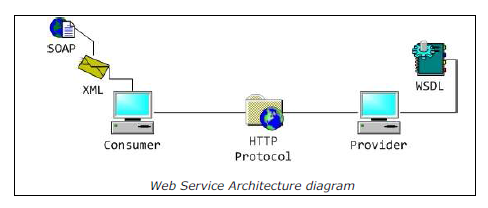 SOAP
XML
WSDL
Consumer
HTTP
Protocol
Provider
Web Service Architecture diagram